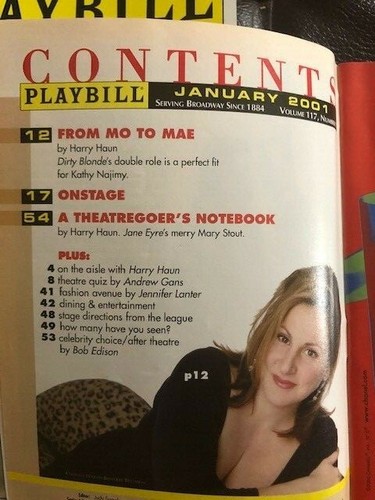 PLAYBILL
CONTENTS
PLAYBILL JANUARY 2001
SERVING BROADWAY SINCE 1884 VOLUME 117,
12 FROM MO TO MAE
by Harry Haun
Dirty Blonde's double role is a perfect fit
for Kathy Najimy.
17 ONSTAGE
54 A THEATREGOER'S NOTEBOOK
by Harry Haun. Jane Eyre's merry Mary Stout.
PLUS:
4 on the aisle with Harry Haun
8 theatre quiz by Andrew Gans
41 fashion avenue by Jennifer Lanter
42 dining & entertainment
48 stage directions from the league
49 how many have you seen?
53 celebrity choice/after theatre
by Bob Edison
p12